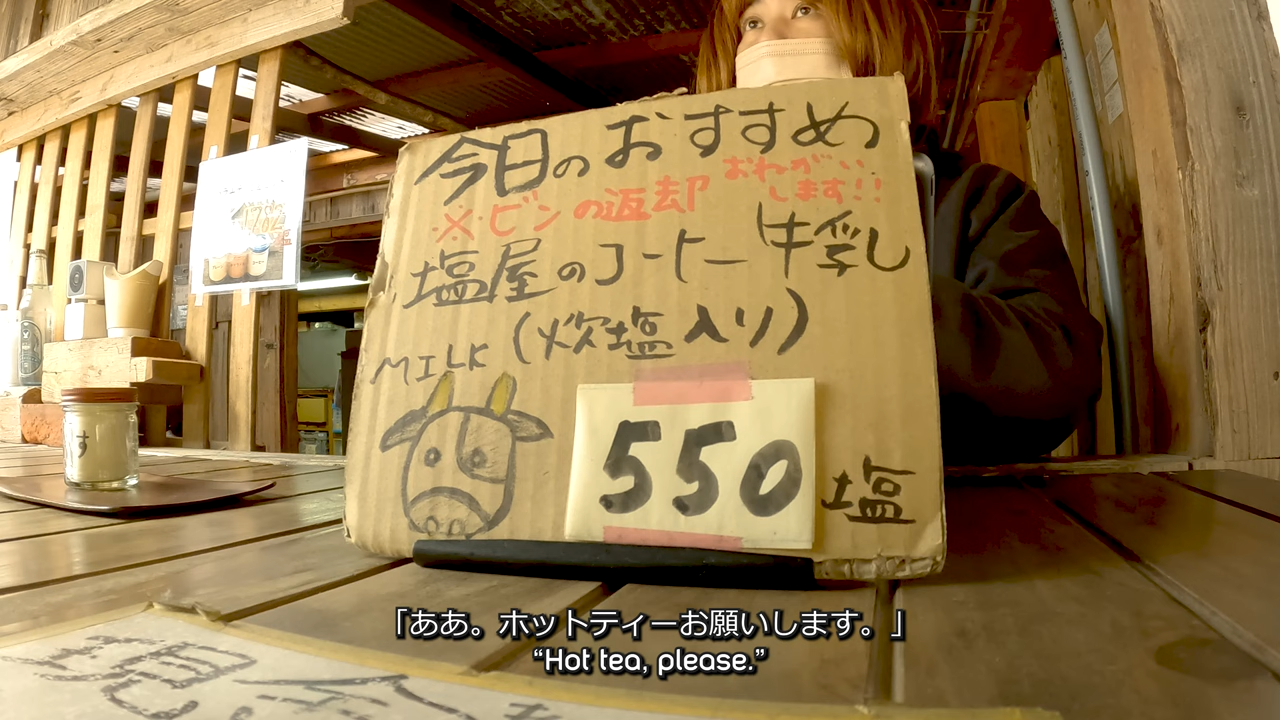 今日のおすすめ
※ビンの返却 おねがい
します!!
塩屋のコーヒー牛乳
(炊塩入り)
MILK
550
塩
す
「ああ。ホットティーお願いします。」
“Hot tea, please.”